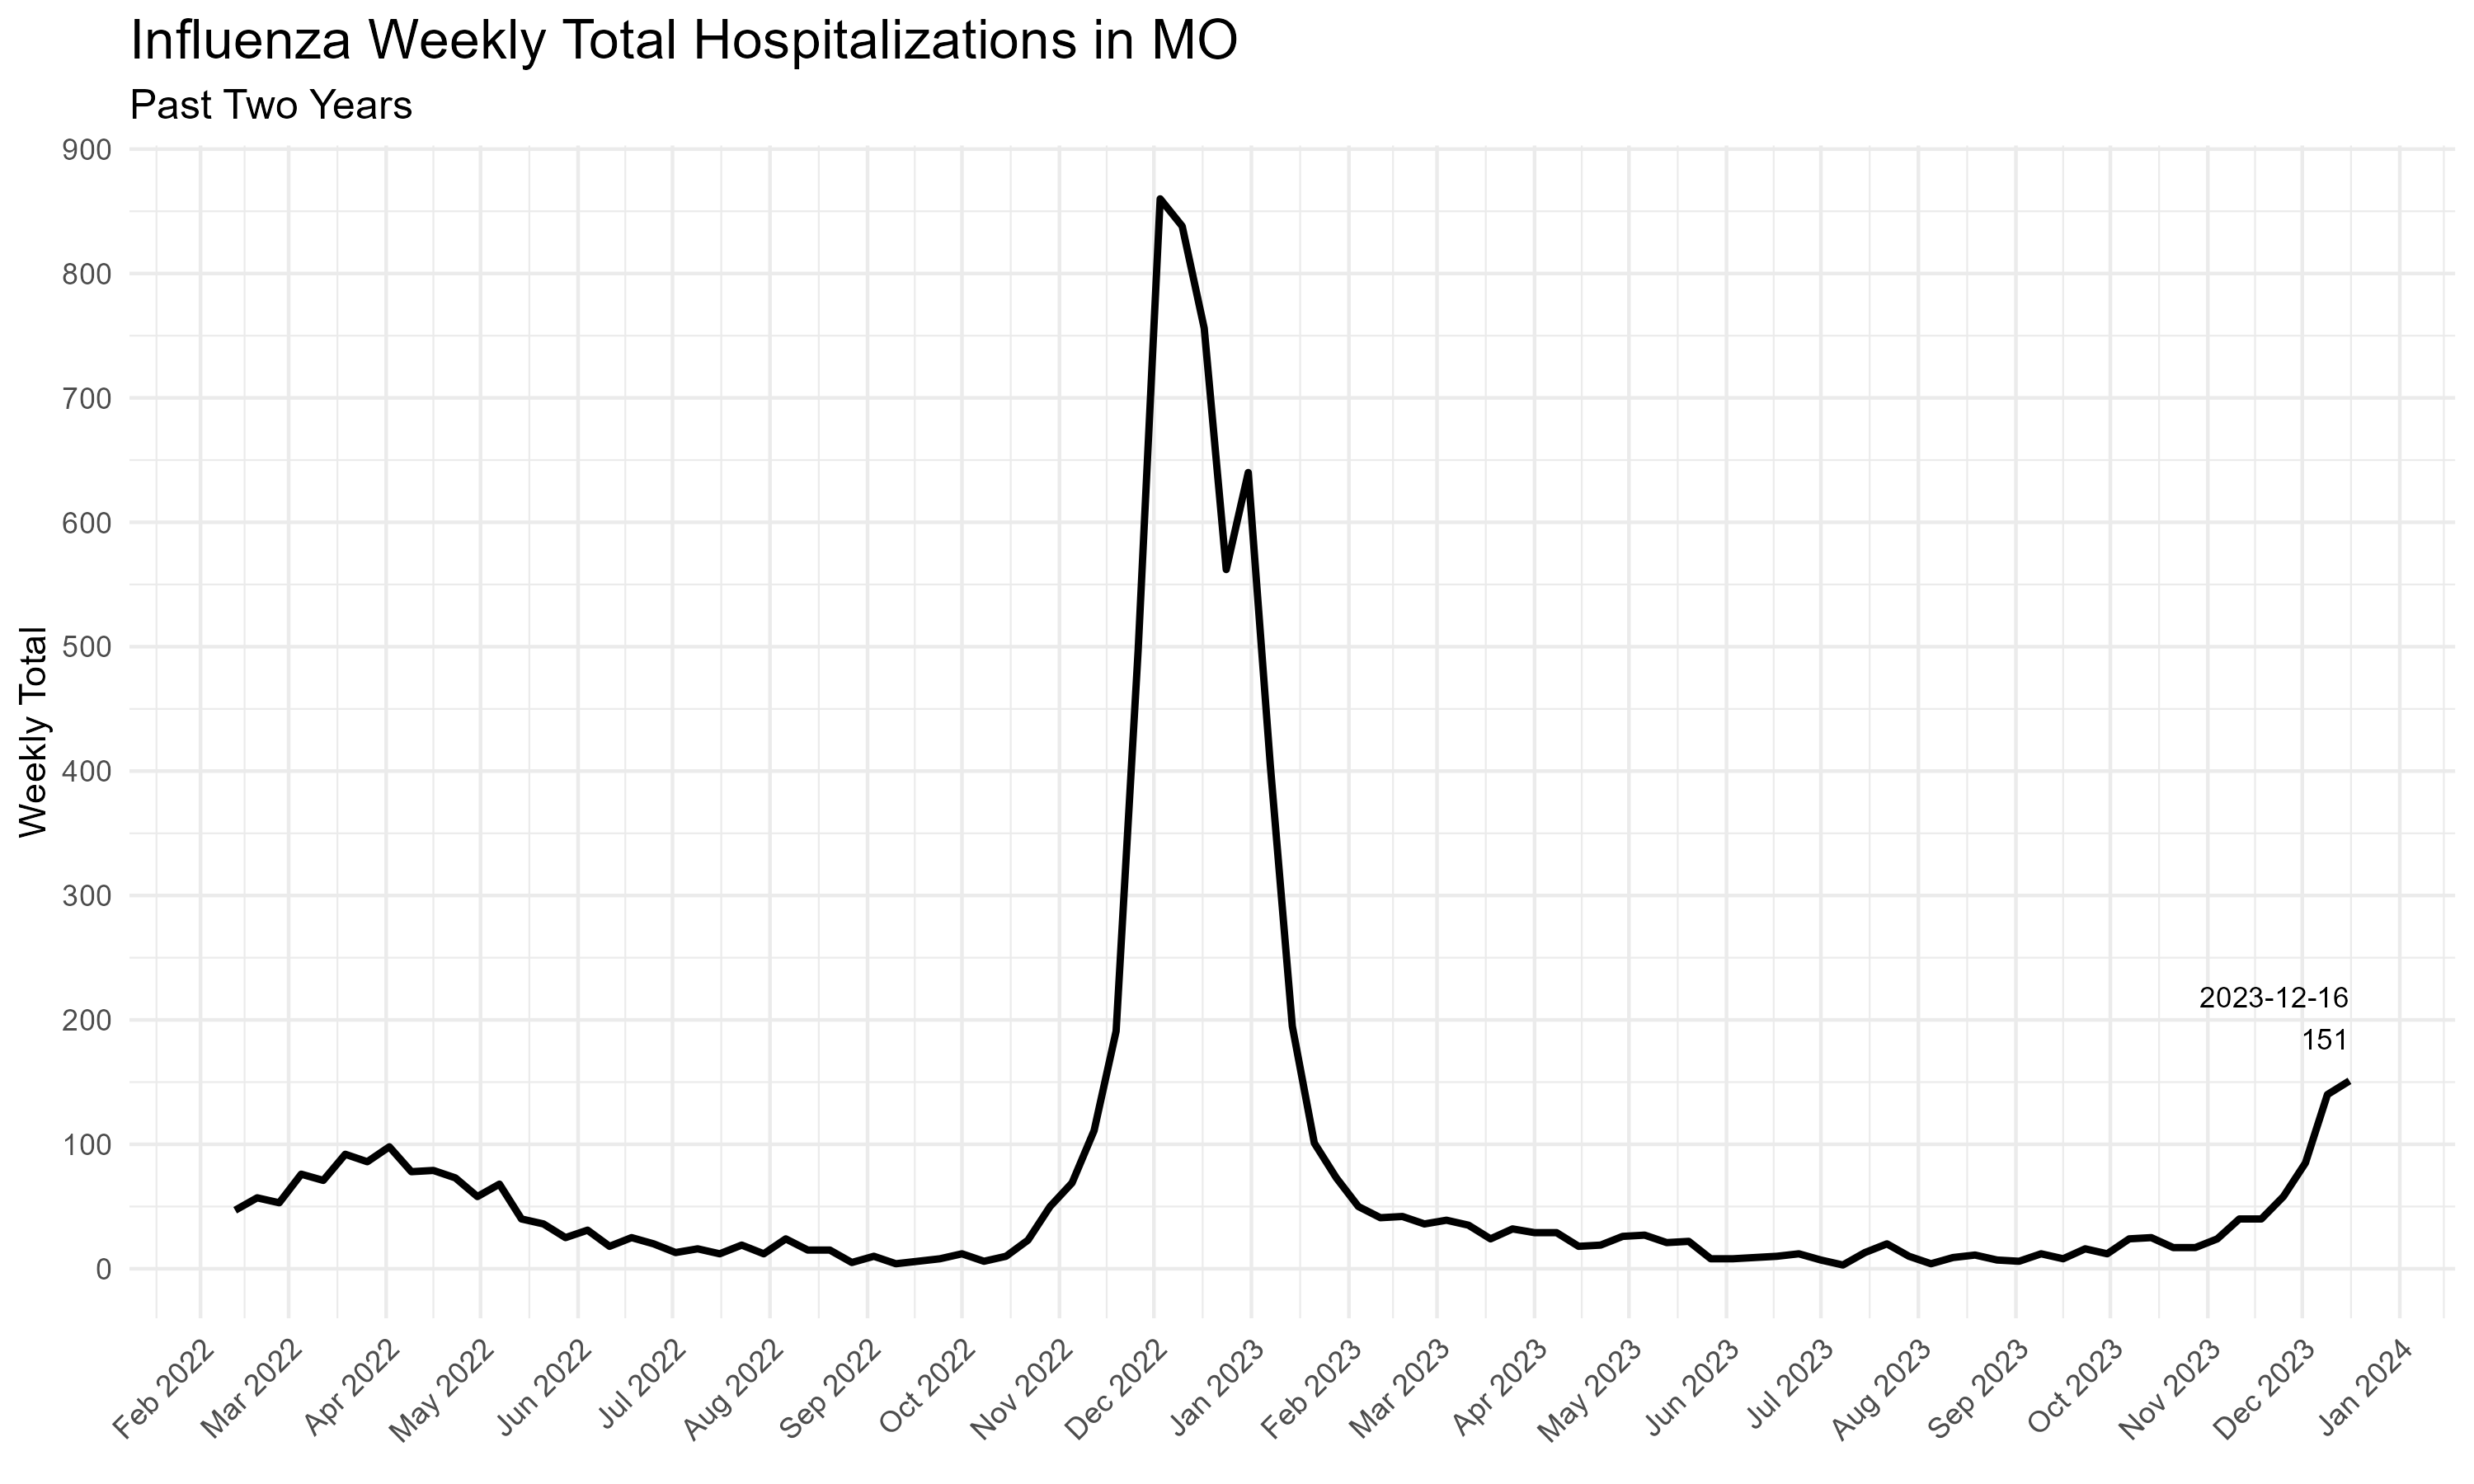 Influenza Weekly Total Hospitalizations in MO
Past Two Years
Weekly Total
900
800
700
600
500
400
300
200
100
0
2023-12-16
151
Feb 2022
Mar 2022
Apr 2022
May 2022
Jun 2022
Jul 2022
Aug 2022
Sep 2022
Oct 2022
Nov 2022
Dec 2022
Jan 2023
Feb 2023
Mar 2023
Apr 2023
May 2023
Jun 2023
Jul 2023
Aug 2023
Sep 2023
Oct 2023
Nov 2023
Dec 2023
Jan 2024